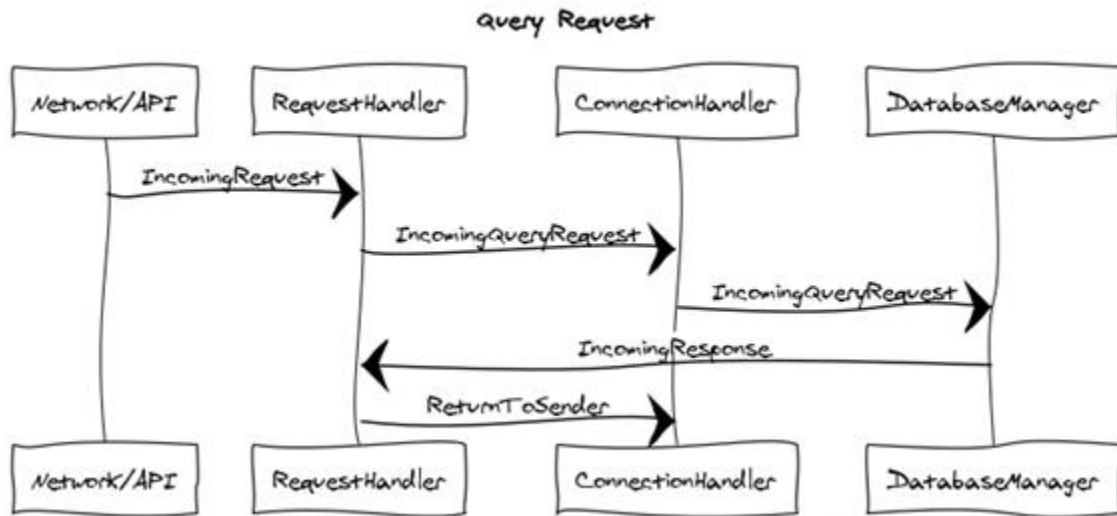 Query Request
Network/API
RequestHandler
ConnectionHandler
DatabaseManager
IncomingRequest
IncomingQueryRequest
IncomingQueryRequest
IncomingResponse
ReturnToSender
Network/API
RequestHandler
ConnectionHandler
DatabaseManager